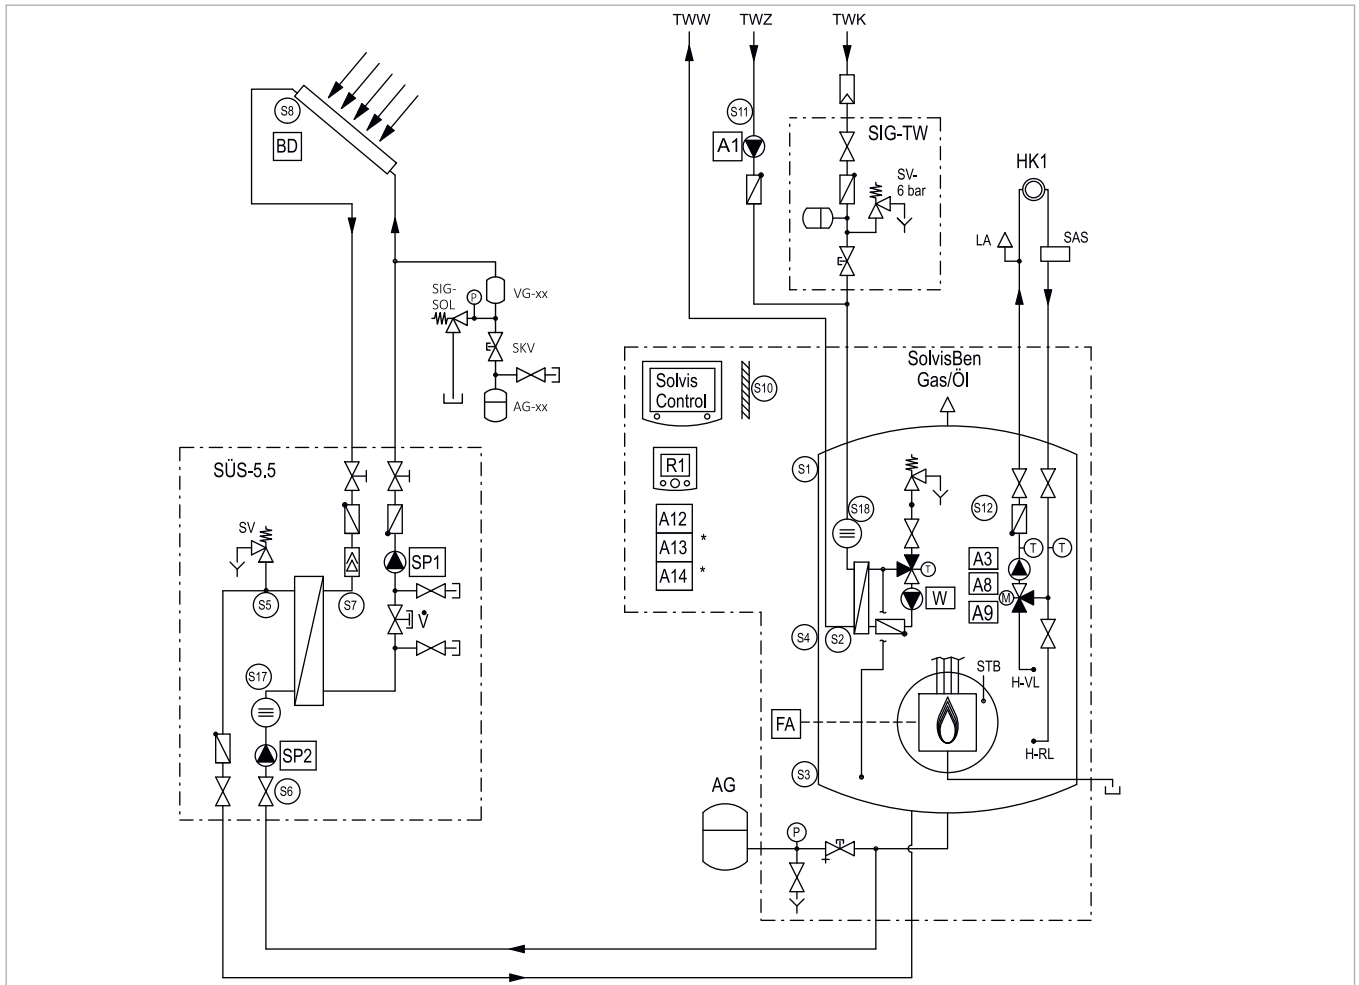 TWW
TWZ
TWK
S8
BD
S11
A1
SIG-TW
SV-
6 bar
HK1
LA
SAS
SIG-
SOL
P
VG-xx
SKV
AG-xx
Solvis
Control
S10
SolvisBen
Gas/Öl
SÜS-5.5
S1
R1
S18
S12
A12
A13 *
A14 *
SV
SP1
T
T
T
A3
A8
A9
M
W
S5
S7
V̇
S4
S2
S17
STB
H-VL
FA
H-RL
SP2
S6
S3
AG
P